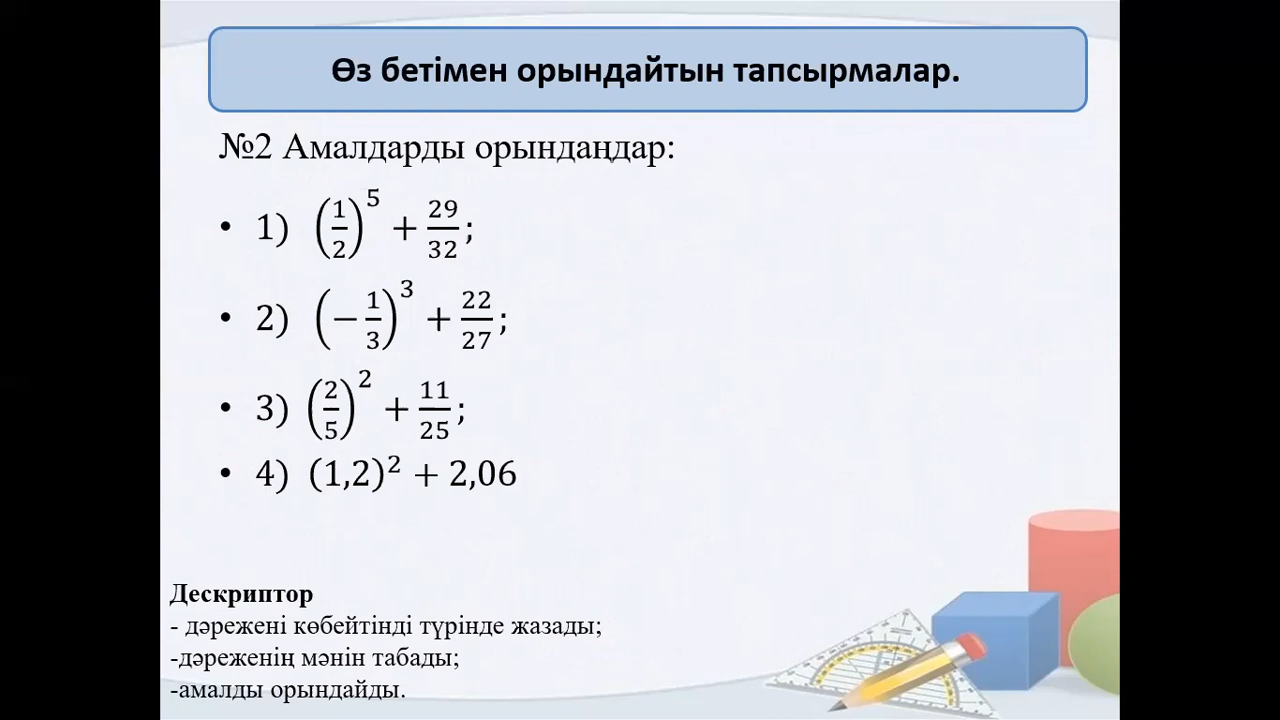 Өз бетімен орындайтын тапсырмалар.
№2 Амалдарды орындаңдар:
• 1) (1/2)^5 + 29/32;
• 2) (−1/3)^3 + 22/27;
• 3) (2/5)^2 + 11/25;
• 4) (1,2)² + 2,06
Дескриптор
- дәрежені көбейтінді түрінде жазады;
-дәреженің мәнін табады;
-амалды орындайды.